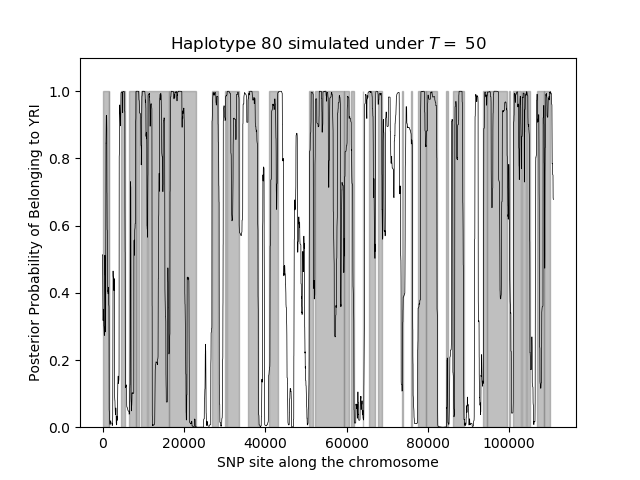 Haplotype 80 simulated under T = 50
Posterior Probability of Belonging to YRI
1.0
0.8
0.6
0.4
0.2
0.0
0 20000 40000 60000 80000 100000
SNP site along the chromosome